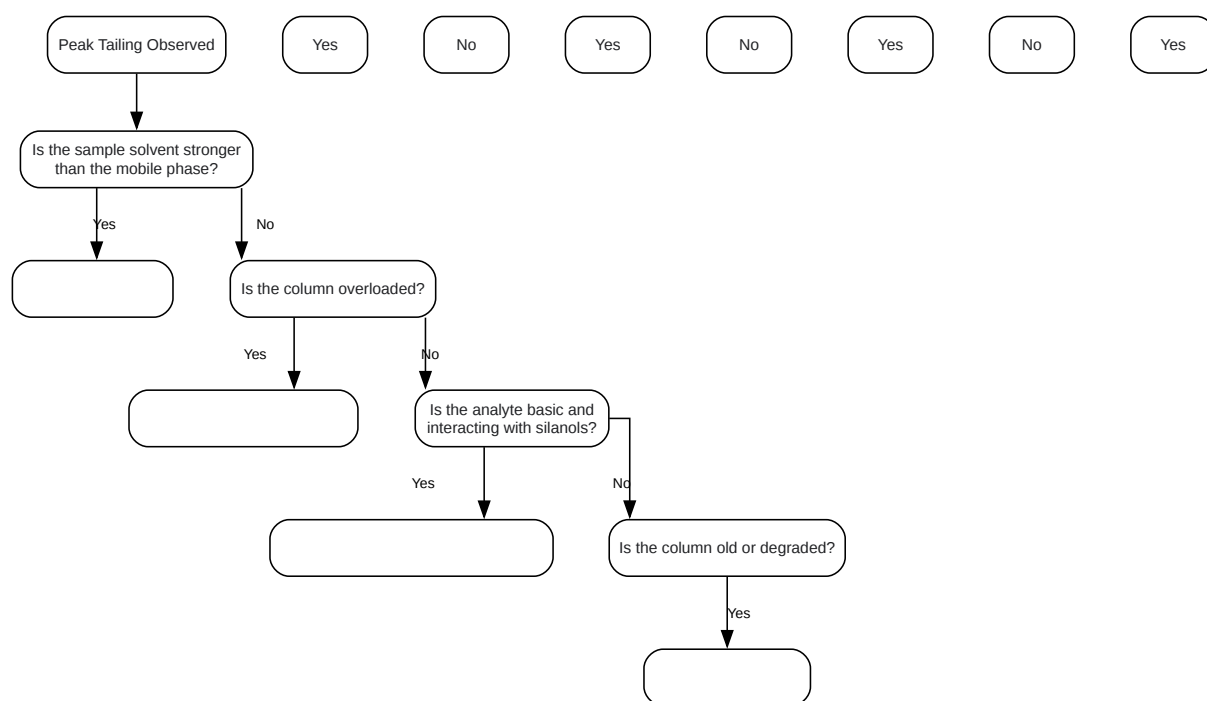 Peak Tailing Observed
Yes
No
Yes
No
Yes
No
Yes
Is the sample solvent stronger
than the mobile phase?
Yes
No
Is the column overloaded?
Yes
No
Is the analyte basic and
interacting with silanols?
Yes
No
Is the column old or degraded?
Yes